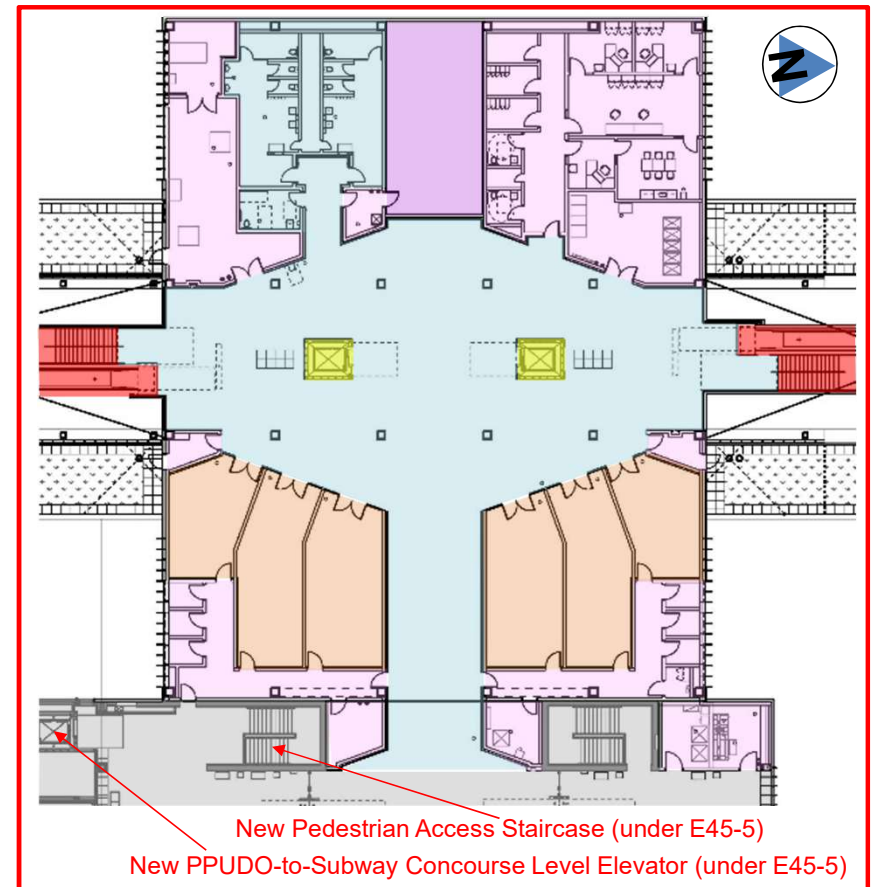 N
New Pedestrian Access Staircase (under E45-5)
New PPUDO-to-Subway Concourse Level Elevator (under E45-5)